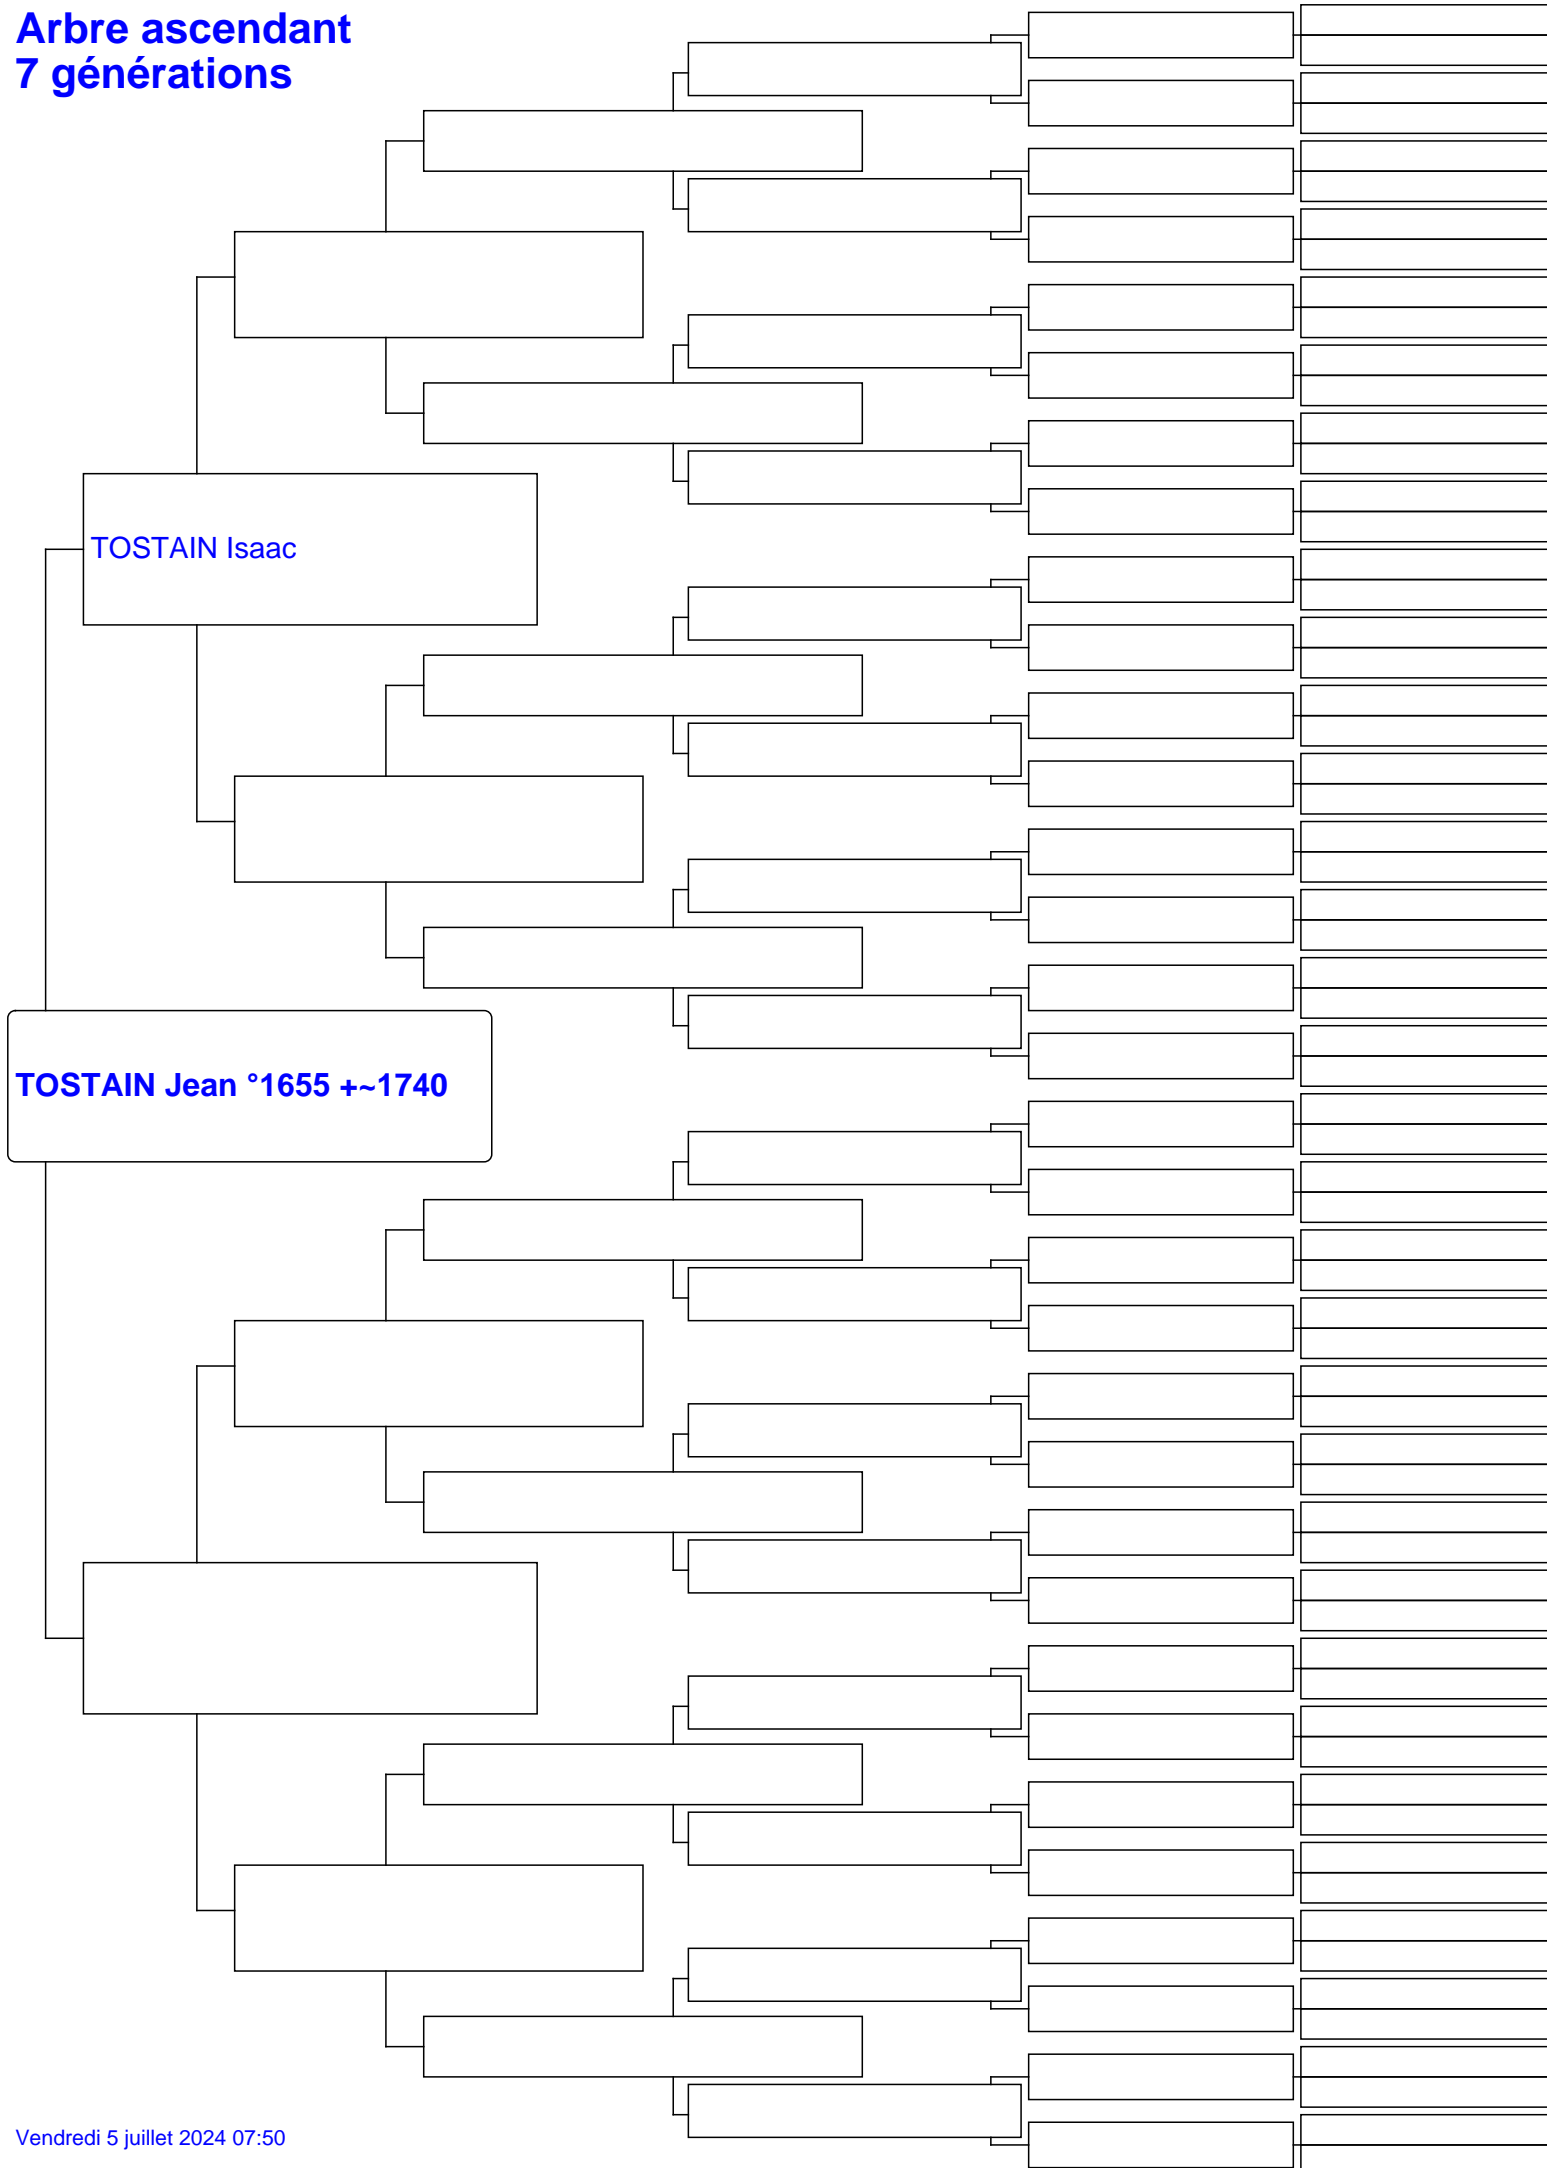 Arbre ascendant
7 générations
TOSTAIN Isaac
TOSTAIN Jean °1655 +~1740
Vendredi 5 juillet 2024 07:50